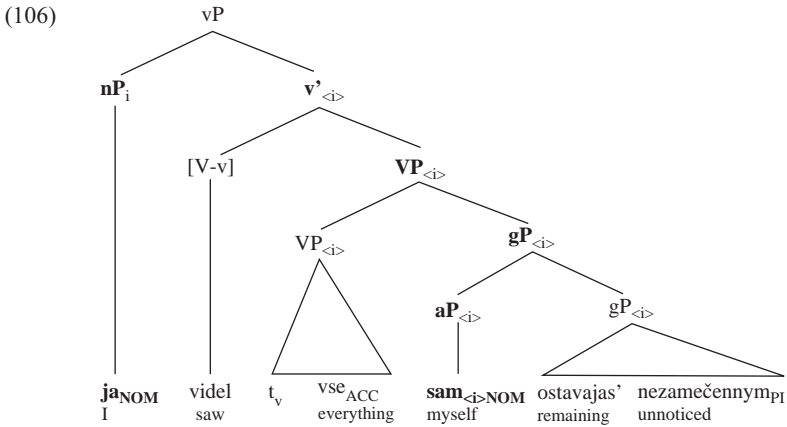 (106)
vP
nP_i v'_<i>
[V-v] VP_<i>
VP_<i> gP_<i>
aP_<i> gP_<i>
ja_NOM videl t_v vse_ACC sam_<i>NOM ostavajas' nezamečennym_PI
I saw everything myself remaining unnoticed